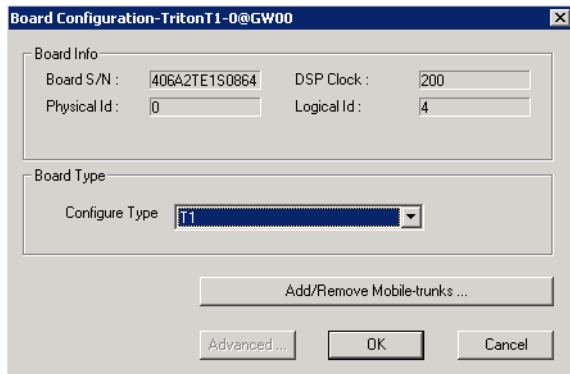 Board Configuration-TritonT1-0@GW00
Board Info
Board S/N : 406A2TE1S0864 DSP Clock : 200
Physical Id : 0 Logical Id : 4
Board Type
Configure Type T1
Add/Remove Mobile-trunks ...
Advanced ... OK Cancel